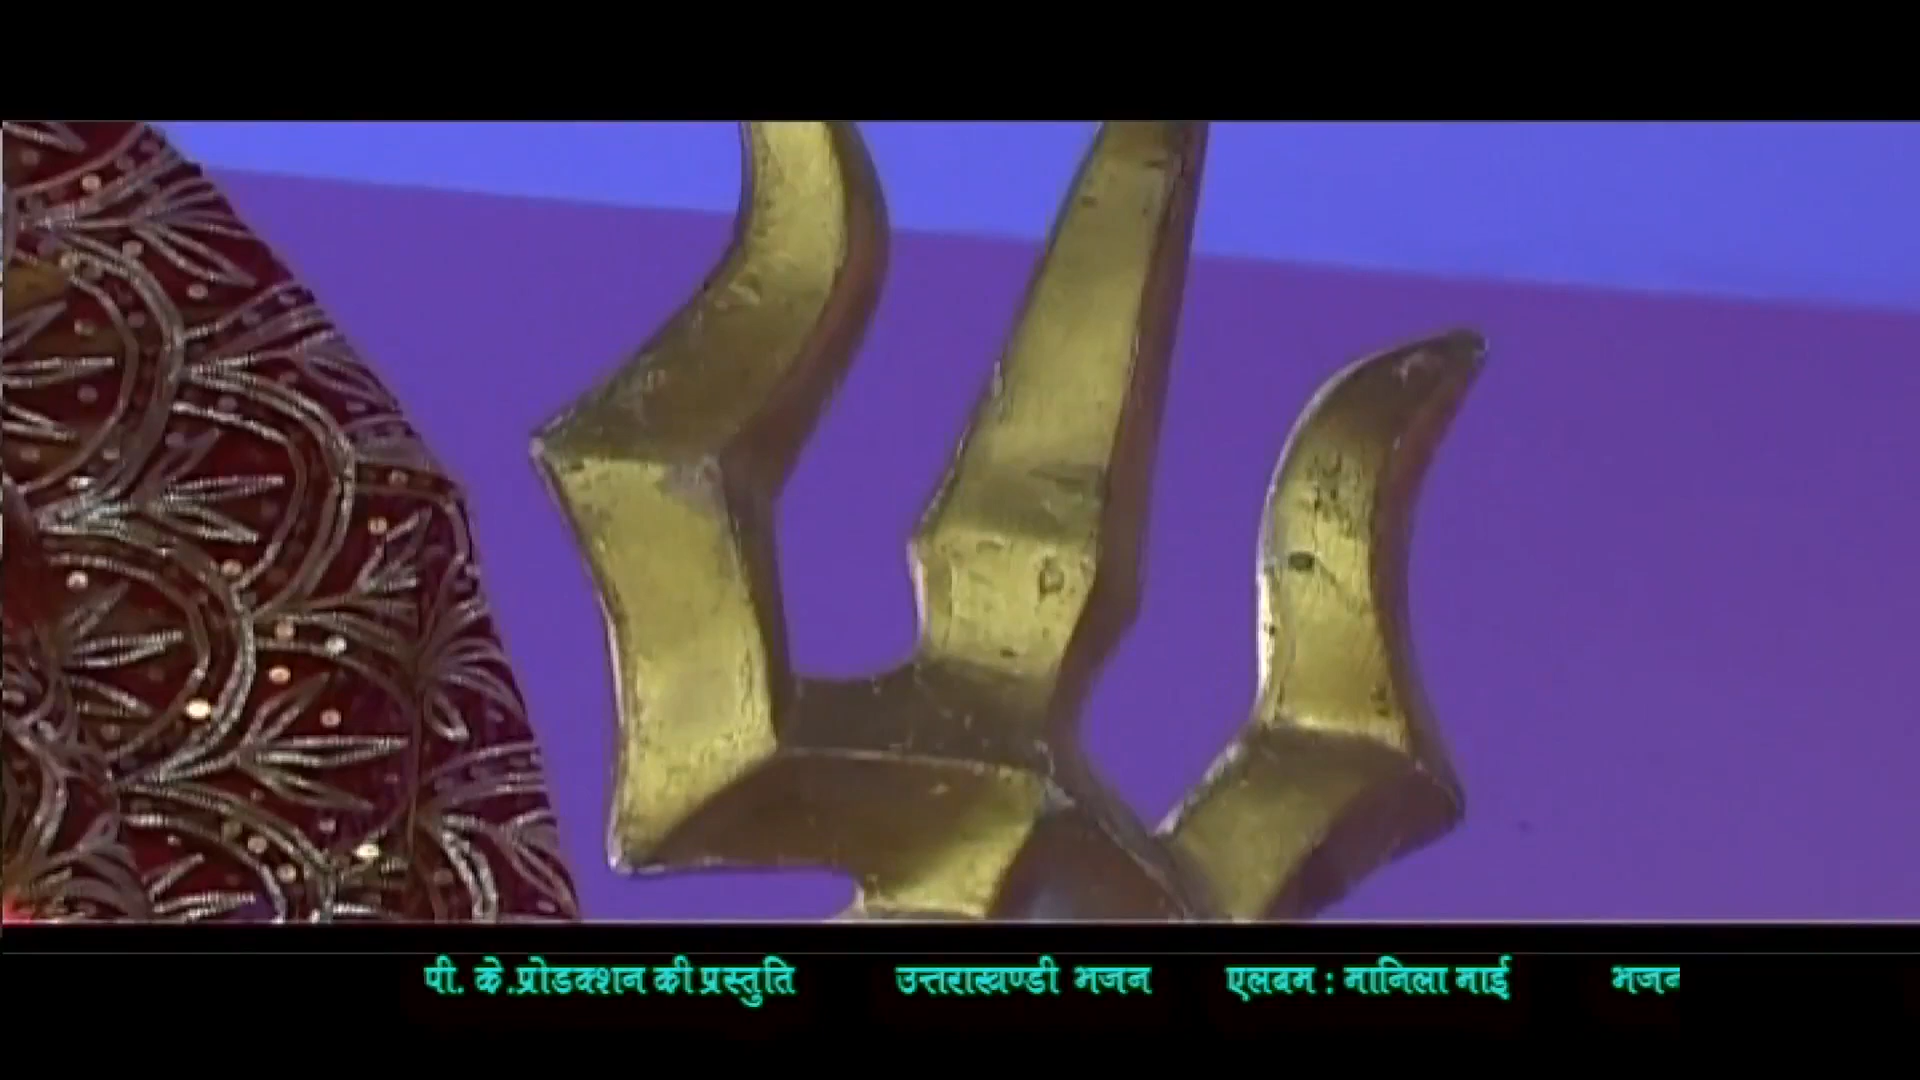 पी. के.प्रोडक्शन की प्रस्तुति उत्तराखण्डी भजन एलबम : मानिला माई भजन